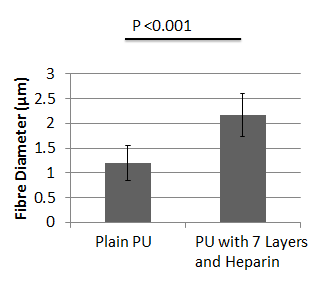 P <0.001
Fibre Diameter (µm)
3
2.5
2
1.5
1
0.5
0
Plain PU
PU with 7 Layers
and Heparin